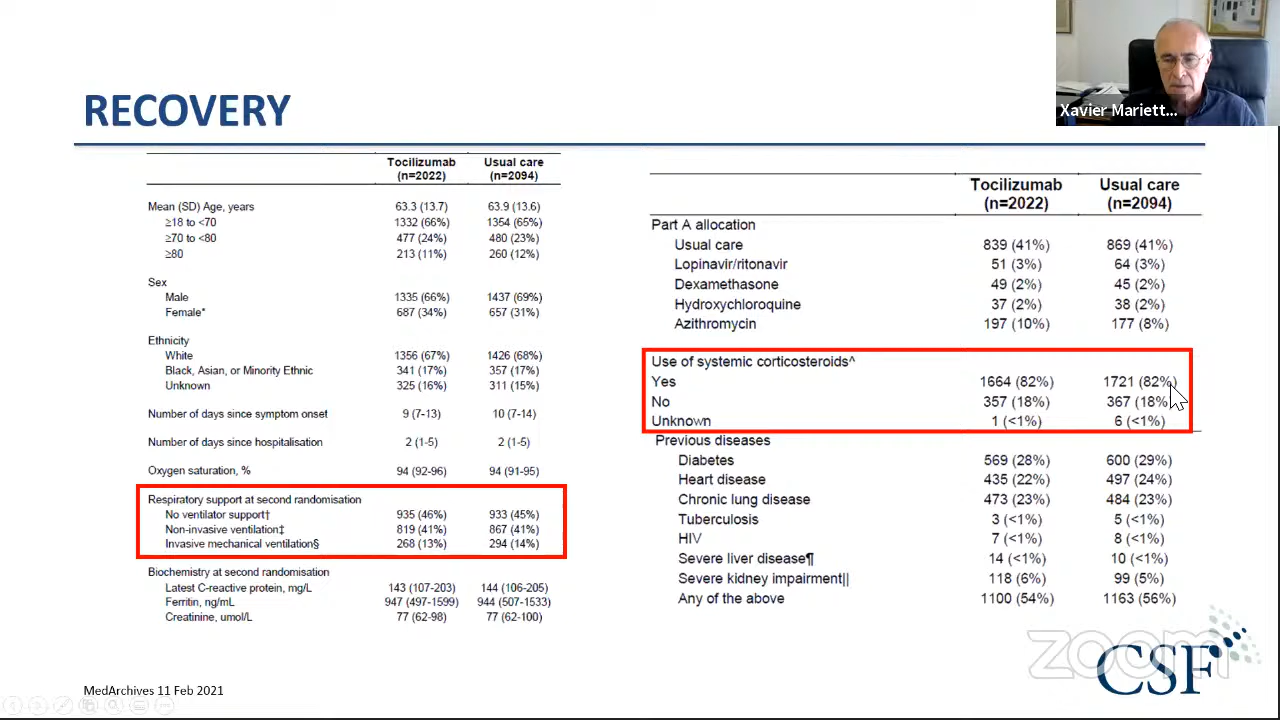 Xavier Mariett...
RECOVERY
Tocilizumab Usual care
(n=2022) (n=2094)
Mean (SD) Age, years 63.3 (13.7) 63.9 (13.6)
≥18 to <70 1332 (66%) 1354 (65%)
≥70 to <80 477 (24%) 480 (23%)
≥80 213 (11%) 260 (12%)
Sex
Male 1335 (66%) 1437 (69%)
Female* 687 (34%) 657 (31%)
Ethnicity
White 1356 (67%) 1426 (68%)
Black, Asian, or Minority Ethnic 341 (17%) 357 (17%)
Unknown 325 (16%) 311 (15%)
Number of days since symptom onset 9 (7-13) 10 (7-14)
Number of days since hospitalisation 2 (1-5) 2 (1-5)
Oxygen saturation, % 94 (92-96) 94 (91-95)
Respiratory support at second randomisation
No ventilator support† 935 (46%) 933 (45%)
Non-invasive ventilation‡ 819 (41%) 867 (41%)
Invasive mechanical ventilation§ 268 (13%) 294 (14%)
Biochemistry at second randomisation
Latest C-reactive protein, mg/L 143 (107-203) 144 (106-205)
Ferritin, ng/mL 947 (497-1599) 944 (507-1533)
Creatinine, umol/L 77 (62-98) 77 (62-100)
Tocilizumab Usual care
(n=2022) (n=2094)
Part A allocation
Usual care 839 (41%) 869 (41%)
Lopinavir/ritonavir 51 (3%) 64 (3%)
Dexamethasone 49 (2%) 45 (2%)
Hydroxychloroquine 37 (2%) 38 (2%)
Azithromycin 197 (10%) 177 (8%)
Use of systemic corticosteroids^
Yes 1664 (82%) 1721 (82%)
No 357 (18%) 367 (18%)
Unknown 1 (<1%) 6 (<1%)
Previous diseases
Diabetes 569 (28%) 600 (29%)
Heart disease 435 (22%) 497 (24%)
Chronic lung disease 473 (23%) 484 (23%)
Tuberculosis 3 (<1%) 5 (<1%)
HIV 7 (<1%) 8 (<1%)
Severe liver disease¶ 14 (<1%) 10 (<1%)
Severe kidney impairment|| 118 (6%) 99 (5%)
Any of the above 1100 (54%) 1163 (56%)
zoom
CSF
MedArchives 11 Feb 2021